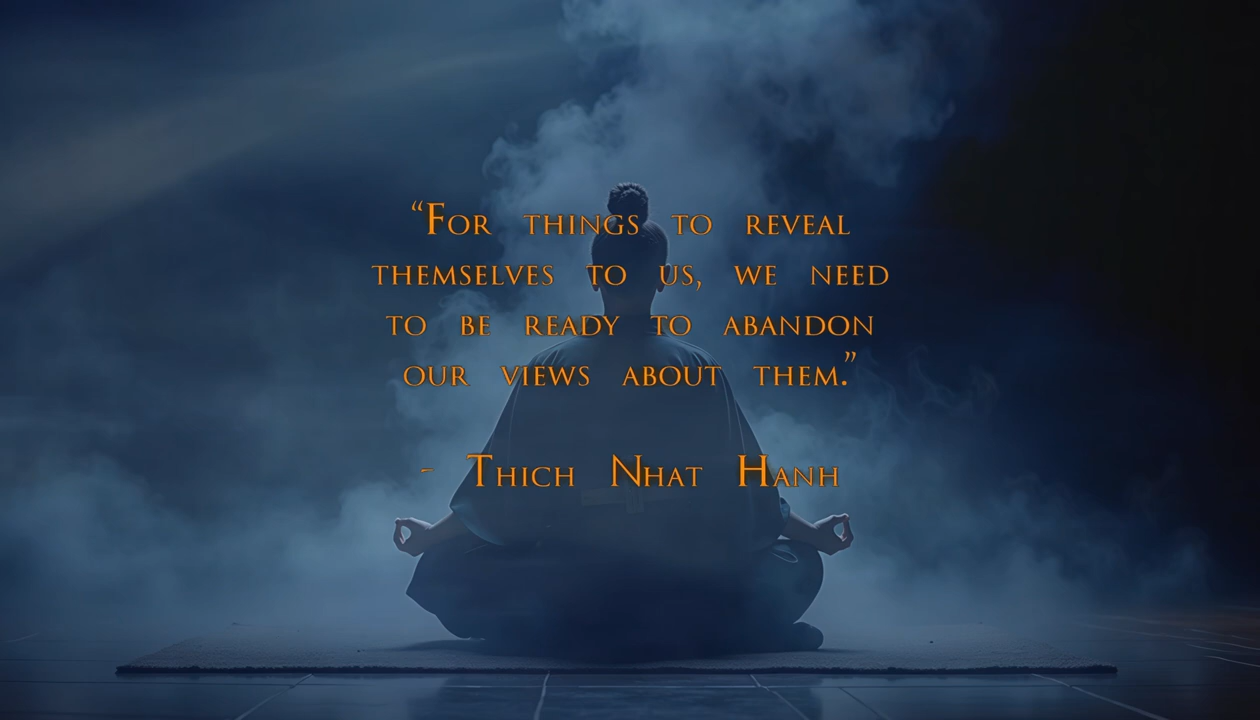 “For things to reveal
themselves to us, we need
to be ready to abandon
our views about them.”
- Thich Nhat Hanh